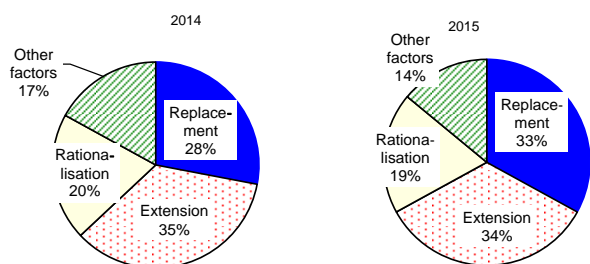 2014
Other
factors
17%
Replace-
ment
28%
Rationa-
lisation
20%
Extension
35%
2015
Other
factors
14%
Replace-
ment
33%
Rationa-
lisation
19%
Extension
34%